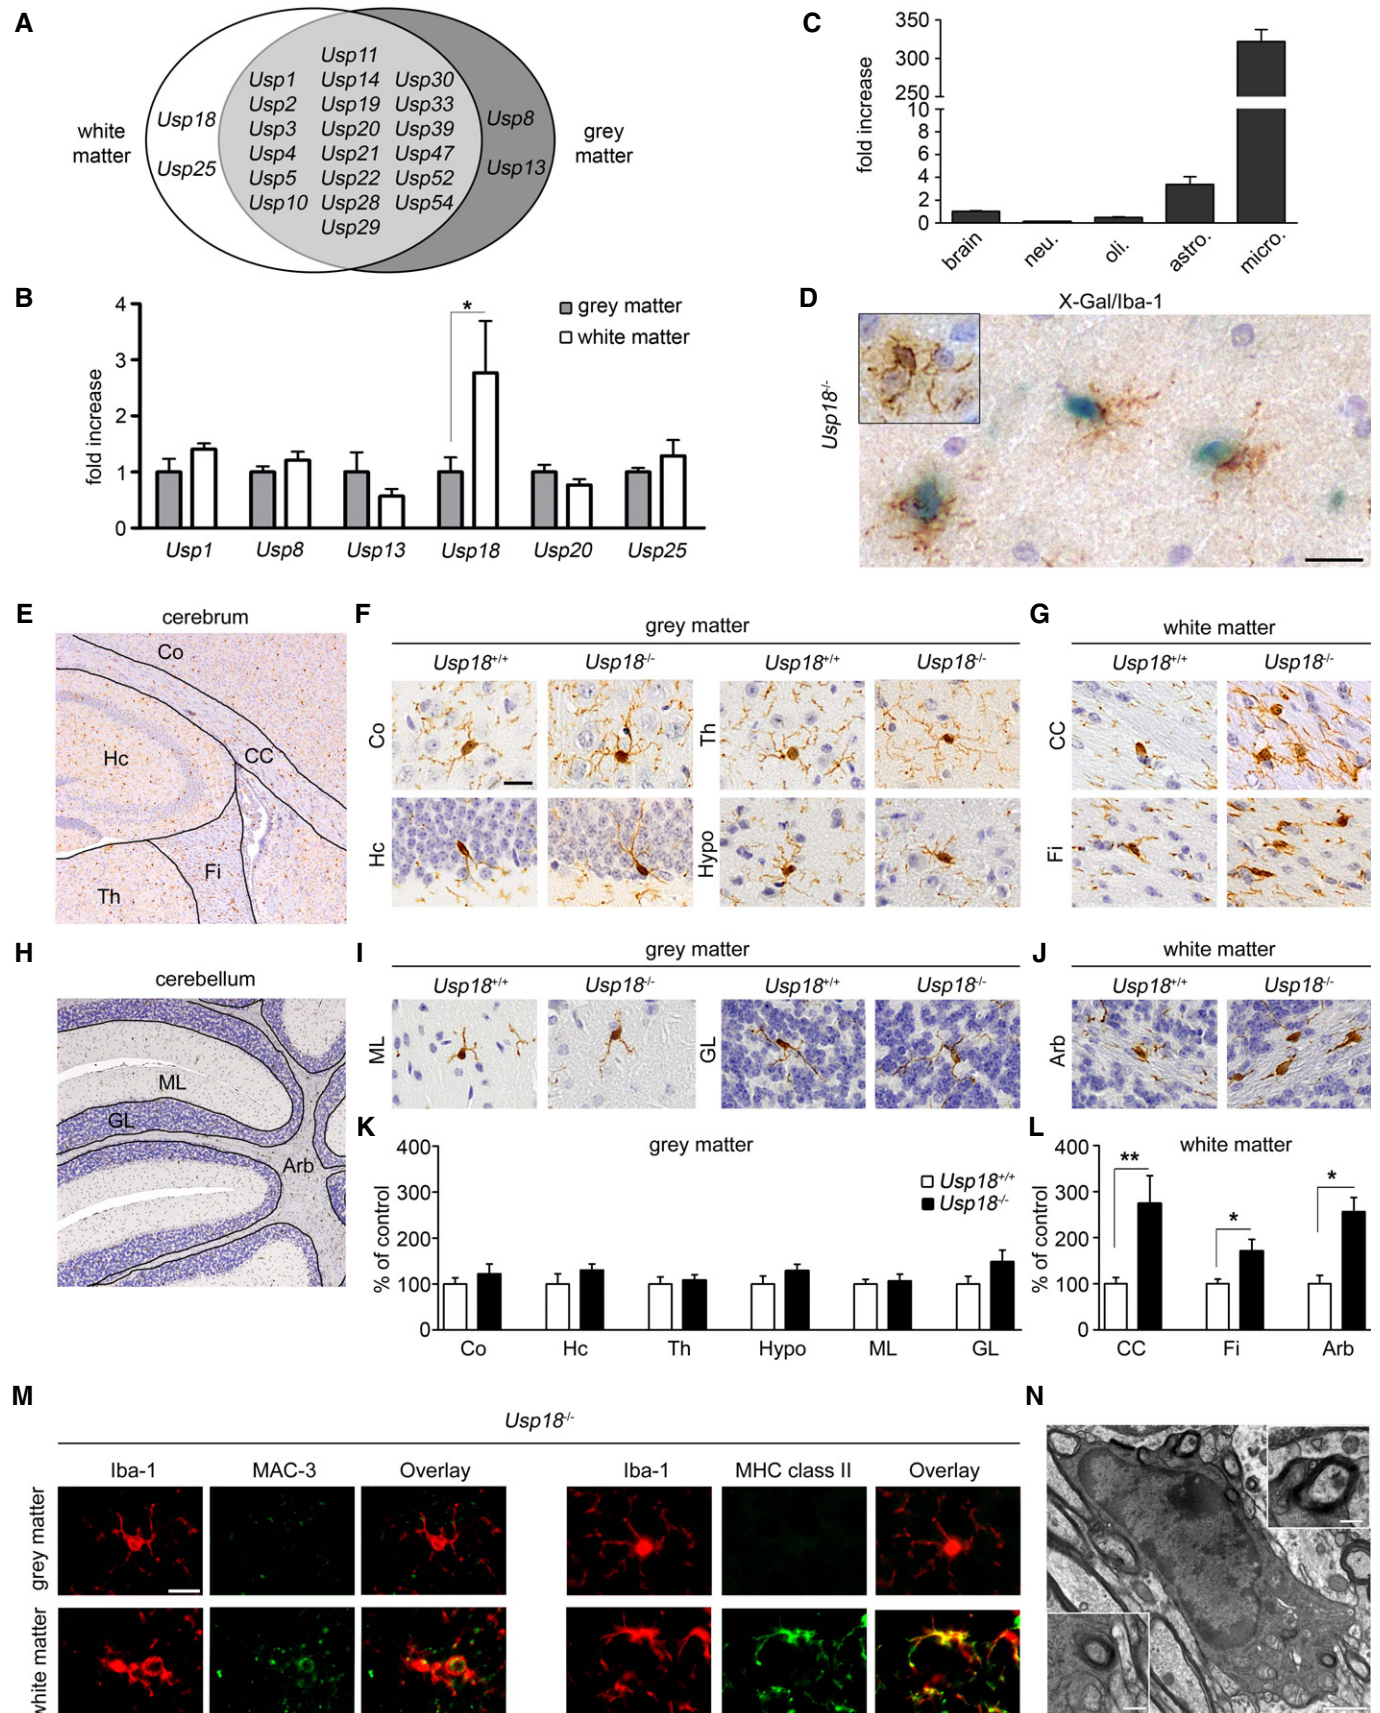 A
white matter
Usp18
Usp25
Usp11
Usp1 Usp14 Usp30
Usp2 Usp19 Usp33
Usp3 Usp20 Usp39
Usp4 Usp21 Usp47
Usp5 Usp22 Usp52
Usp10 Usp28 Usp54
Usp29
Usp8
Usp13
grey matter
C
fold increase
350
300
250
10
8
6
4
2
0
brain neu. oli. astro. micro.
B
fold increase
4
3
2
1
0
*
grey matter
white matter
Usp1 Usp8 Usp13 Usp18 Usp20 Usp25
D
X-Gal/Iba-1
Usp18-/-
E
cerebrum
Co
Hc
CC
Fi
Th
F
grey matter
Usp18+/+ Usp18-/- Usp18+/+ Usp18-/-
Co
Th
Hc
Hypo
G
white matter
Usp18+/+ Usp18-/-
CC
Fi
H
cerebellum
ML
GL
Arb
I
grey matter
Usp18+/+ Usp18-/- Usp18+/+ Usp18-/-
ML
GL
J
white matter
Usp18+/+ Usp18-/-
Arb
K
grey matter
% of control
400
300
200
100
0
Usp18+/+
Usp18-/-
Co Hc Th Hypo ML GL
L
white matter
% of control
400
300
200
100
0
**
*
*
CC Fi Arb
M
Usp18-/-
Iba-1 MAC-3 Overlay Iba-1 MHC class II Overlay
grey matter
white matter
N